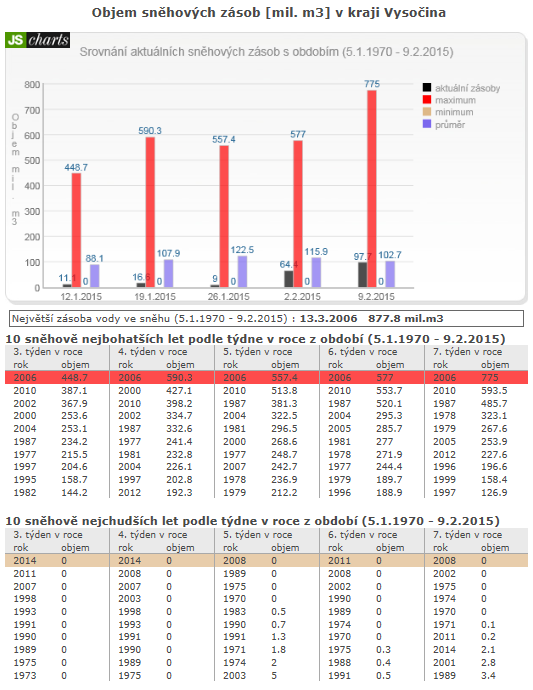 Objem sněhových zásob [mil. m3] v kraji Vysočina
JS charts
Srovnání aktuálních sněhových zásob s obdobím (5.1.1970 - 9.2.2015)
Objem mil. m3
800
700
600
500
400
300
200
100
0
448.7
590.3
557.4
577
775
11.1
0
88.1
16.6
0
107.9
9
0
122.5
64.4
0
115.9
97.7
0
102.7
12.1.2015 19.1.2015 26.1.2015 2.2.2015 9.2.2015
aktuální zásoby
maximum
minimum
průměr
Největší zásoba vody ve sněhu (5.1.1970 - 9.2.2015) : 13.3.2006 877.8 mil.m3
10 sněhově nejbohatších let podle týdne v roce z období (5.1.1970 - 9.2.2015)
3. týden v roce 4. týden v roce 5. týden v roce 6. týden v roce 7. týden v roce
rok objem rok objem rok objem rok objem rok objem
2006 448.7 2006 590.3 2006 557.4 2006 577 2006 775
2010 387.1 2000 427.1 2010 513.8 2010 553.7 2010 593.5
2002 367.9 2010 398.2 1987 381.3 1987 520.1 1987 485.7
2000 253.6 2002 334.7 2004 322.5 2004 295.3 1978 323.1
2004 253.1 1987 332.6 1981 296.5 2005 285.7 1979 267.6
1987 234.2 1977 241.4 2000 268.6 1981 277 2005 253.9
1977 215.5 1981 232.8 1977 248.7 1978 271.9 2012 227.6
1997 204.6 2004 226.1 2007 242.7 1977 244.4 1996 196.6
1995 158.7 1997 202.8 1978 236.9 1979 189.7 1999 158.4
1982 144.2 2012 192.3 1979 212.2 1996 188.9 1997 126.9
10 sněhově nejchudších let podle týdne v roce z období (5.1.1970 - 9.2.2015)
3. týden v roce 4. týden v roce 5. týden v roce 6. týden v roce 7. týden v roce
rok objem rok objem rok objem rok objem rok objem
2014 0 2014 0 2008 0 2011 0 2008 0
2011 0 2008 0 1989 0 2008 0 2002 0
2007 0 2007 0 1975 0 2002 0 1975 0
1998 0 2003 0 1970 0 1990 0 1974 0
1993 0 1998 0 1983 0.5 1989 0 1970 0
1991 0 1993 0 1990 0.7 1974 0 1971 0.1
1990 0 1991 0 1991 1.3 1970 0 2011 0.2
1989 0 1990 0 1971 1.8 1975 0.3 2014 2.1
1975 0 1989 0 1974 2 1988 0.4 2001 2.8
1973 0 1975 0 2003 5 1991 0.5 1989 3.4